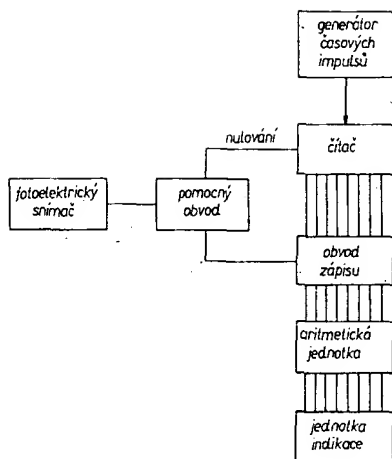 generátor
časových
impulsů
nulování
čítač
fotoelektrický
snímač
pomocný
obvod
obvod
zápisu
aritmetická
jednotka
jednotka
indikace